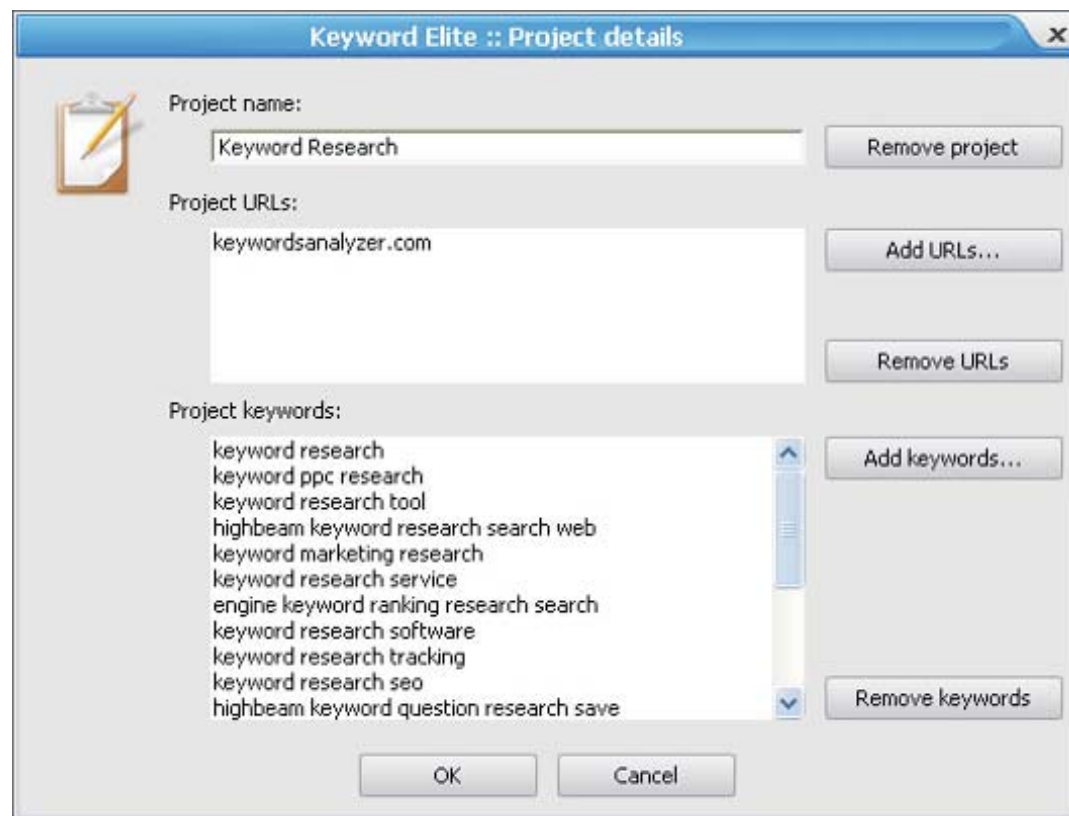 Keyword Elite :: Project details
Project name:
Keyword Research
Remove project
Project URLs:
keywordsanalyzer.com
Add URLs...
Remove URLs
Project keywords:
keyword research
keyword ppc research
keyword research tool
highbeam keyword research search web
keyword marketing research
keyword research service
engine keyword ranking research search
keyword research software
keyword research tracking
keyword research seo
highbeam keyword question research save
Add keywords...
Remove keywords
OK
Cancel